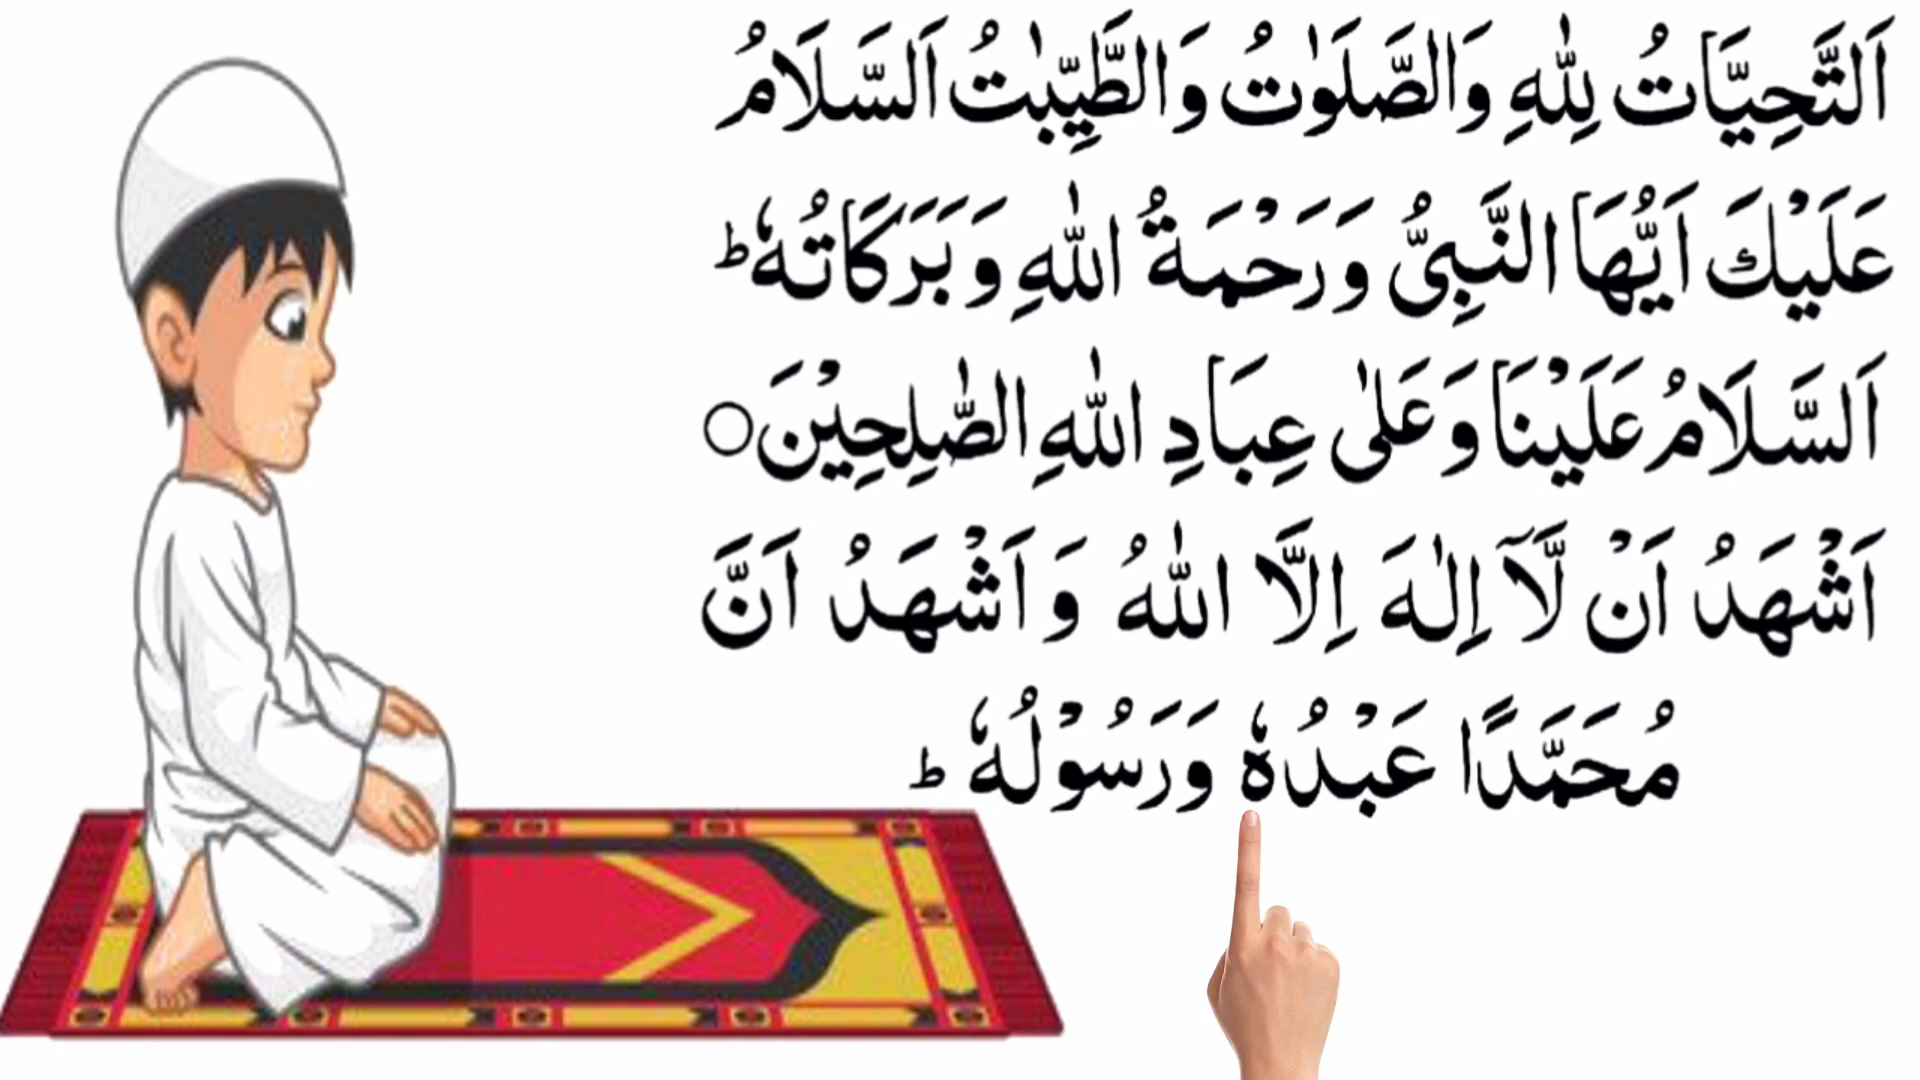 اَلتَّحِيَّاتُ لِلّٰهِ وَالصَّلَوٰتُ وَالطَّيِّبٰتُ اَلسَّلَامُ
عَلَيْكَ اَيُّهَا النَّبِىُّ وَرَحْمَةُ اللّٰهِ وَبَرَكَاتُهٗ ؕ
اَلسَّلَامُ عَلَيْنَا وَعَلٰى عِبَادِ اللّٰهِ الصّٰلِحِيْنَ ○
اَشْهَدُ اَنْ لَّآ اِلٰهَ اِلَّا اللّٰهُ وَ اَشْهَدُ اَنَّ
مُحَمَّدًا عَبْدُهٗ وَرَسُوْلُهٗ ؕ